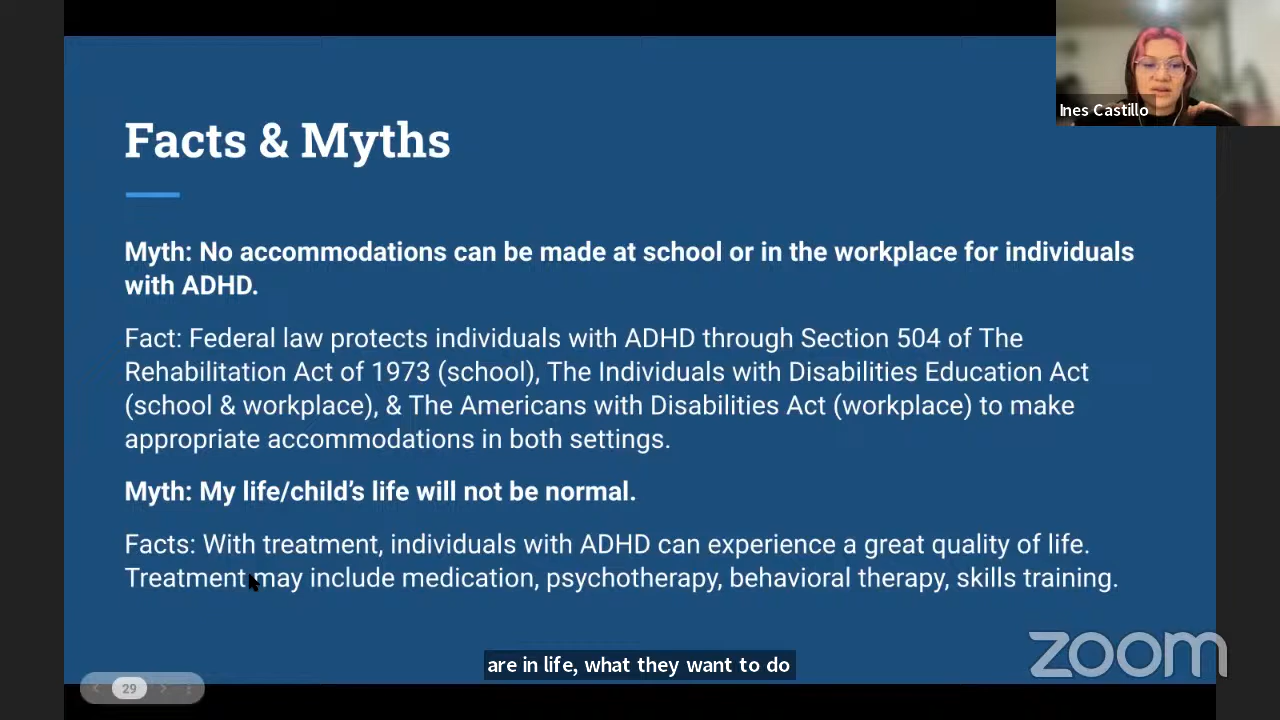 Ines Castillo
Facts & Myths
Myth: No accommodations can be made at school or in the workplace for individuals
with ADHD.
Fact: Federal law protects individuals with ADHD through Section 504 of The
Rehabilitation Act of 1973 (school), The Individuals with Disabilities Education Act
(school & workplace), & The Americans with Disabilities Act (workplace) to make
appropriate accommodations in both settings.
Myth: My life/child’s life will not be normal.
Facts: With treatment, individuals with ADHD can experience a great quality of life.
Treatment may include medication, psychotherapy, behavioral therapy, skills training.
are in life, what they want to do
zoom
29